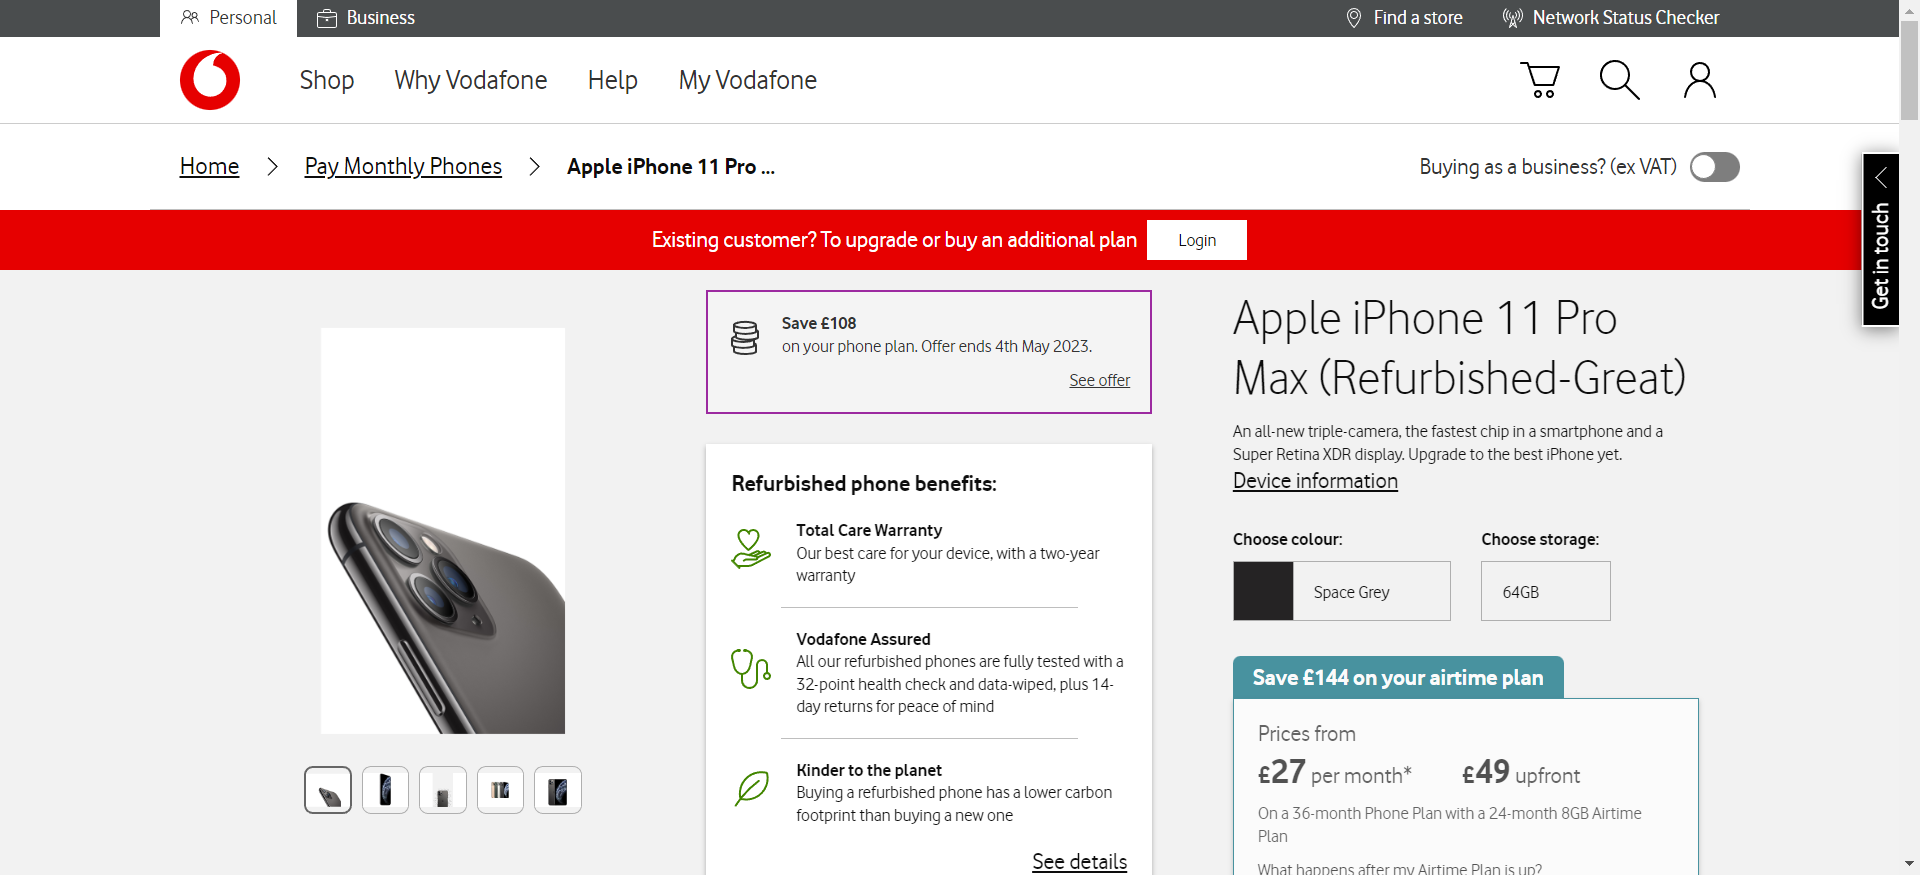 Personal
Business
Find a store
Network Status Checker
Shop
Why Vodafone
Help
My Vodafone
Home
Pay Monthly Phones
Apple iPhone 11 Pro ...
Buying as a business? (ex VAT)
Get in touch
Existing customer? To upgrade or buy an additional plan
Login
Save £108
on your phone plan. Offer ends 4th May 2023.
See offer
Refurbished phone benefits:
Total Care Warranty
Our best care for your device, with a two-year
warranty
Vodafone Assured
All our refurbished phones are fully tested with a
32-point health check and data-wiped, plus 14-
day returns for peace of mind
Kinder to the planet
Buying a refurbished phone has a lower carbon
footprint than buying a new one
See details
Apple iPhone 11 Pro
Max (Refurbished-Great)
An all-new triple-camera, the fastest chip in a smartphone and a
Super Retina XDR display. Upgrade to the best iPhone yet.
Device information
Choose colour:
Choose storage:
Space Grey
64GB
Save £144 on your airtime plan
Prices from
£27 per month*
£49 upfront
On a 36-month Phone Plan with a 24-month 8GB Airtime
Plan
What happens after my Airtime Plan is up?